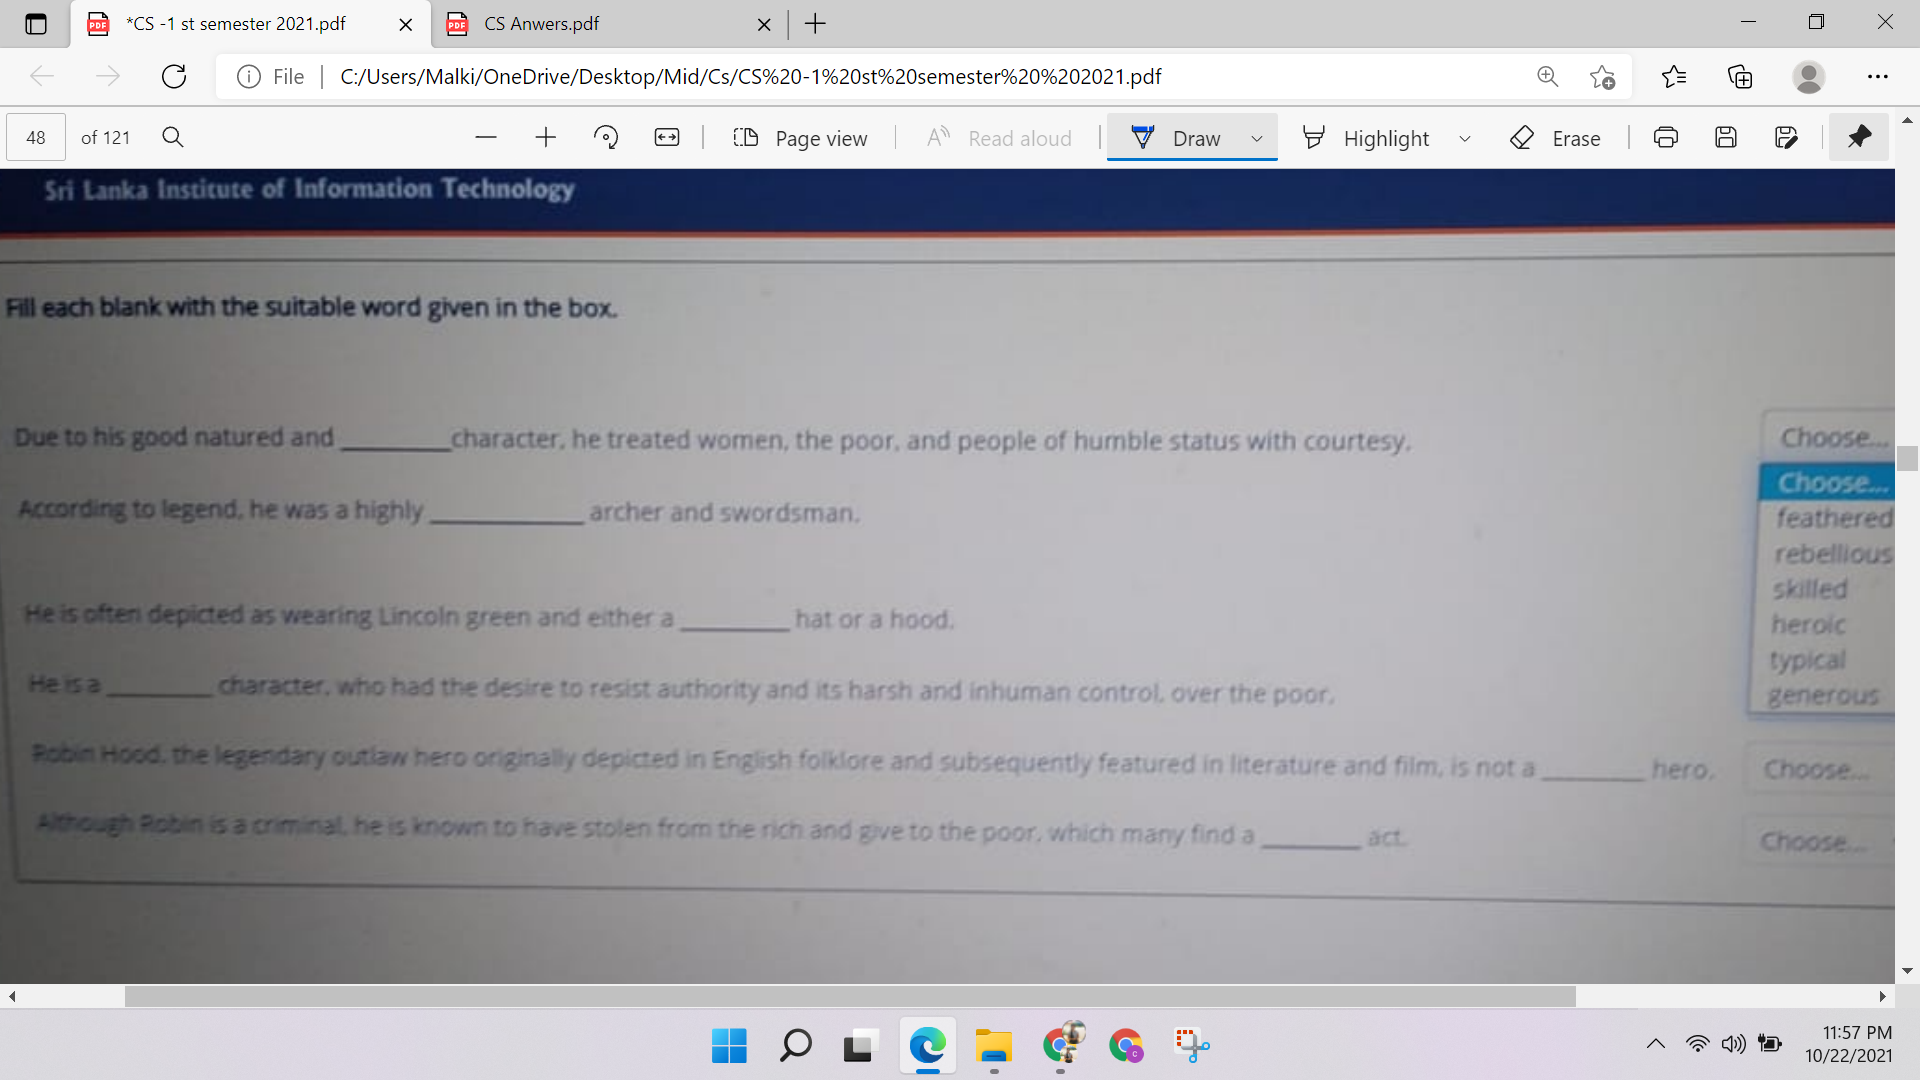 *CS -1 st semester 2021.pdf
CS Anwers.pdf
File
C:/Users/Malki/OneDrive/Desktop/Mid/Cs/CS%20-1%20st%20semester%20%202021.pdf
48 of 121
Page view
Read aloud
Draw
Highlight
Erase
Sri Lanka Institute of Information Technology
Fill each blank with the suitable word given in the box.
Due to his good natured and ________character, he treated women, the poor, and people of humble status with courtesy.
Choose...
Choose...
According to legend, he was a highly ___________ archer and swordsman.
feathered
rebellious
skilled
He is often depicted as wearing Lincoln green and either a ________ hat or a hood.
heroic
typical
He is a ________ character, who had the desire to resist authority and its harsh and inhuman control, over the poor.
generous
Robin Hood, the legendary outlaw hero originally depicted in English folklore and subsequently featured in literature and film, is not a ________ hero.
Choose...
Although Robin is a criminal, he is known to have stolen from the rich and give to the poor, which many find a ________ act.
Choose...
11:57 PM
10/22/2021